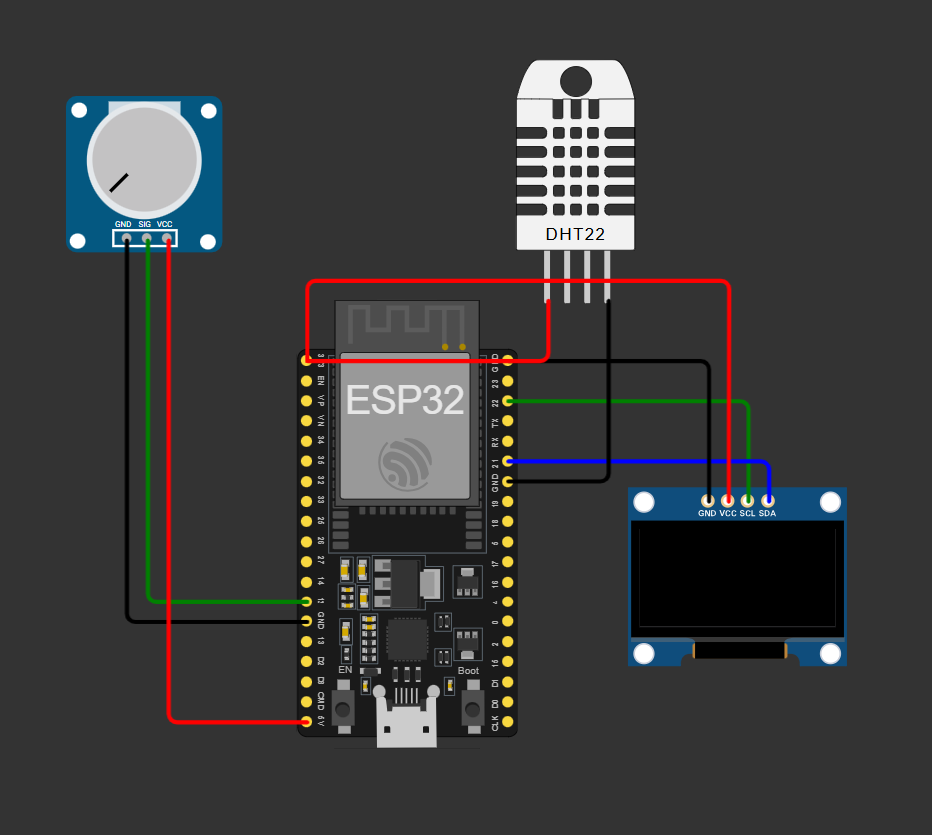 DHT22
GND SIG VCC
GND
EN
23
VP
22
ESP32
VN
TX
34
RX
35
21
32
GND
33
19
25
18
26
5
27
17
14
16
12
4
GND
0
13
2
D2
15
EN
Boot
D3
D1
CMD
D0
5V
CLK
GND VCC SCL SDA